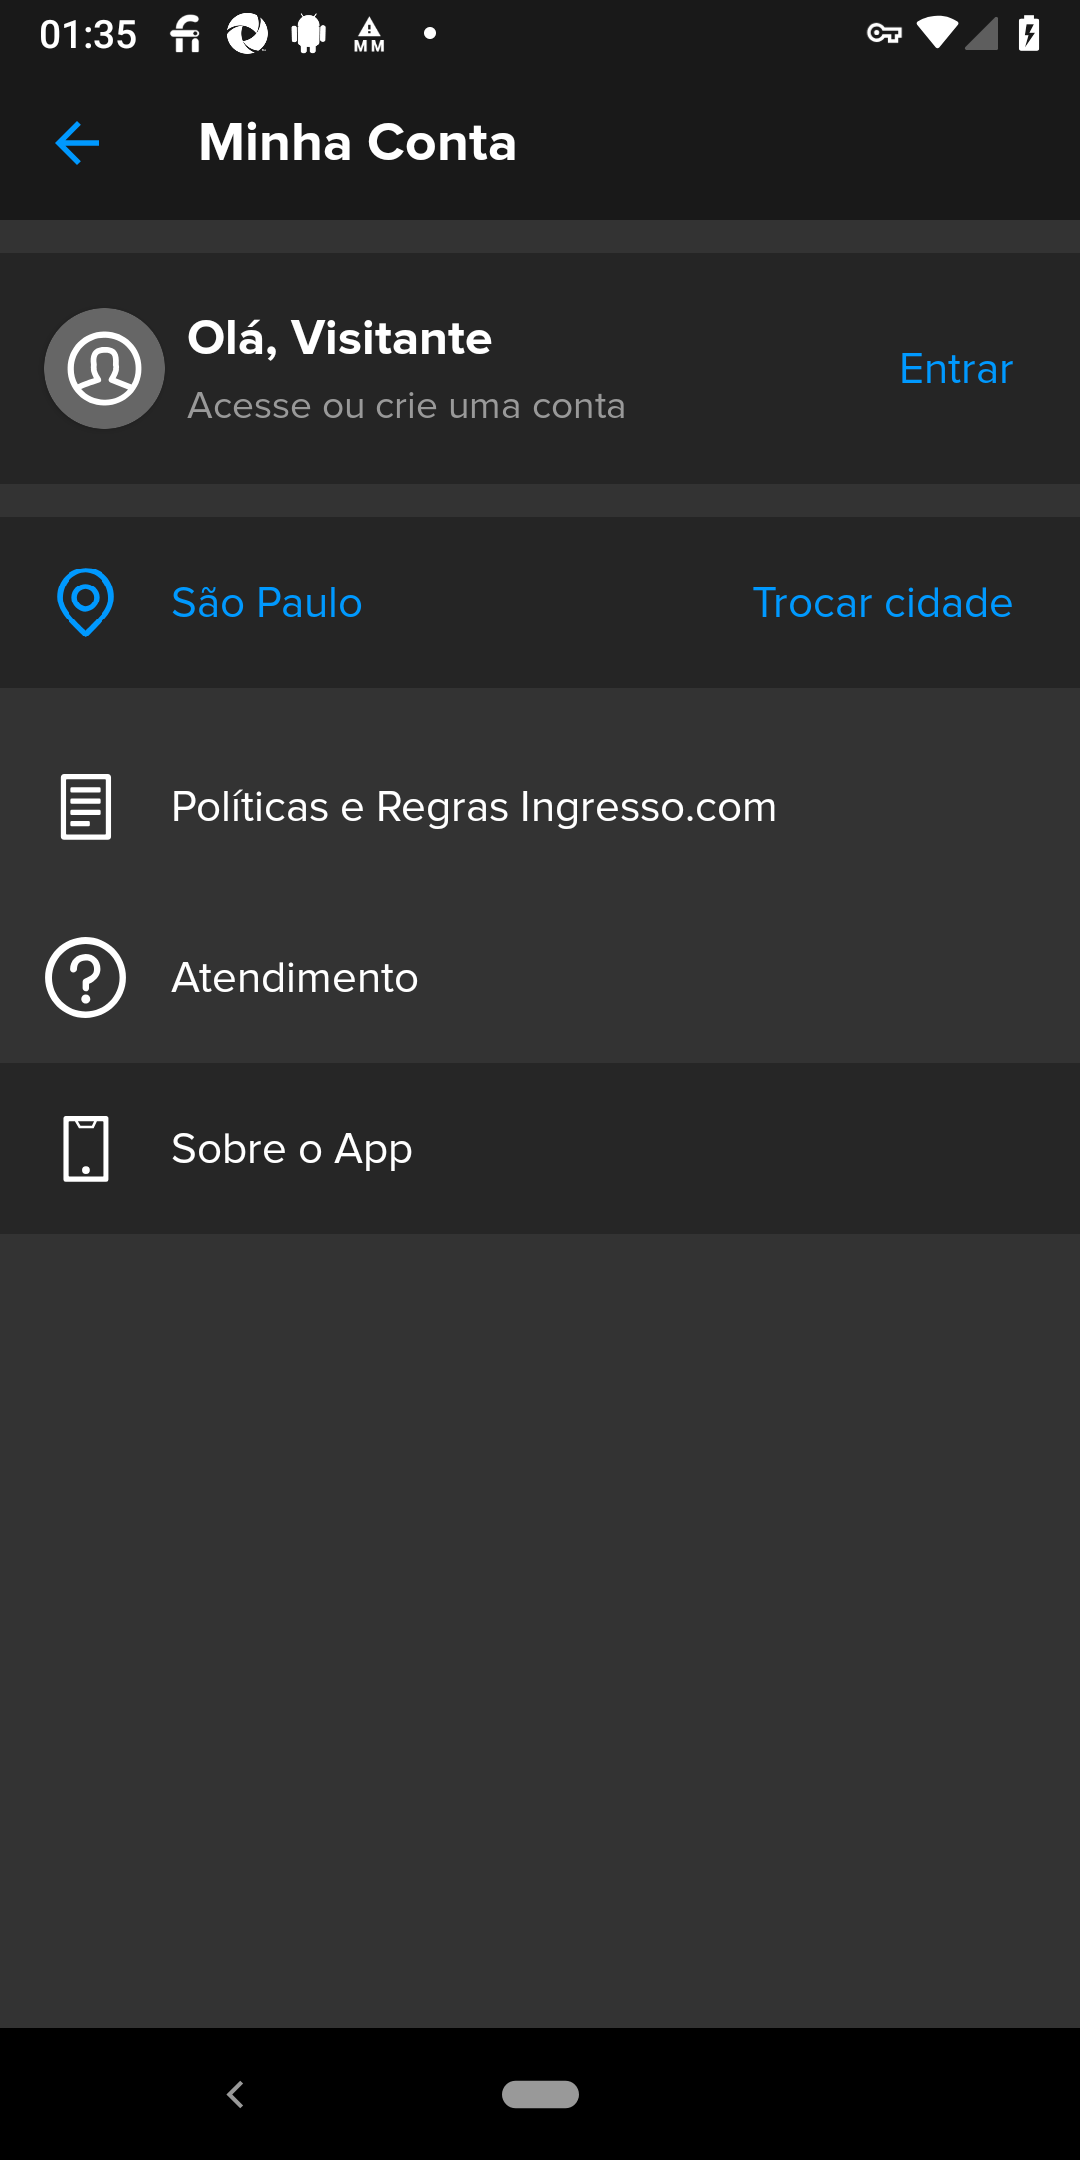 01:35
Minha Conta
Olá, Visitante
Acesse ou crie uma conta
Entrar
São Paulo
Trocar cidade
Políticas e Regras Ingresso.com
Atendimento
Sobre o App